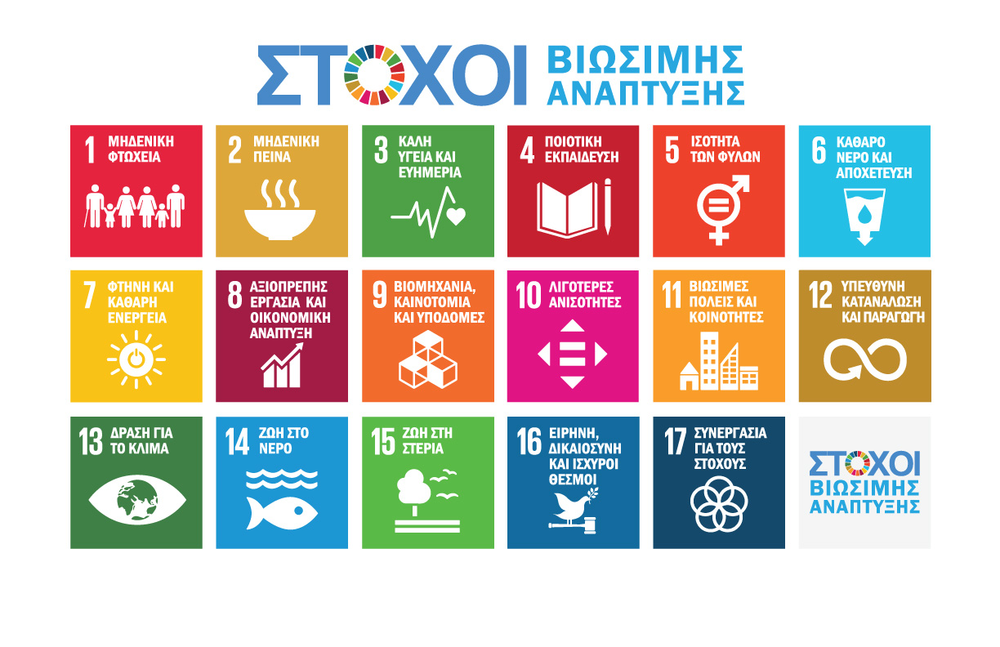 ΣΤΟΧΟΙ
ΒΙΩΣΙΜΗΣ
ΑΝΑΠΤΥΞΗΣ
1 ΜΗΔΕΝΙΚΗ
ΦΤΩΧΕΙΑ
2 ΜΗΔΕΝΙΚΗ
ΠΕΙΝΑ
3 ΚΑΛΗ
ΥΓΕΙΑ ΚΑΙ
ΕΥΗΜΕΡΙΑ
4 ΠΟΙΟΤΙΚΗ
ΕΚΠΑΙΔΕΥΣΗ
5 ΙΣΟΤΗΤΑ
ΤΩΝ ΦΥΛΩΝ
6 ΚΑΘΑΡΟ
ΝΕΡΟ ΚΑΙ
ΑΠΟΧΕΤΕΥΣΗ
7 ΦΤΗΝΗ ΚΑΙ
ΚΑΘΑΡΗ
ΕΝΕΡΓΕΙΑ
8 ΑΞΙΟΠΡΕΠΗΣ
ΕΡΓΑΣΙΑ ΚΑΙ
ΟΙΚΟΝΟΜΙΚΗ
ΑΝΑΠΤΥΞΗ
9 ΒΙΟΜΗΧΑΝΙΑ,
ΚΑΙΝΟΤΟΜΙΑ
ΚΑΙ ΥΠΟΔΟΜΕΣ
10 ΛΙΓΟΤΕΡΕΣ
ΑΝΙΣΟΤΗΤΕΣ
11 ΒΙΩΣΙΜΕΣ
ΠΟΛΕΙΣ ΚΑΙ
ΚΟΙΝΟΤΗΤΕΣ
12 ΥΠΕΥΘΥΝΗ
ΚΑΤΑΝΑΛΩΣΗ
ΚΑΙ ΠΑΡΑΓΩΓΗ
13 ΔΡΑΣΗ ΓΙΑ
ΤΟ ΚΛΙΜΑ
14 ΖΩΗ ΣΤΟ
ΝΕΡΟ
15 ΖΩΗ ΣΤΗ
ΣΤΕΡΙΑ
16 ΕΙΡΗΝΗ,
ΔΙΚΑΙΟΣΥΝΗ
ΚΑΙ ΙΣΧΥΡΟΙ
ΘΕΣΜΟΙ
17 ΣΥΝΕΡΓΑΣΙΑ
ΓΙΑ ΤΟΥΣ
ΣΤΟΧΟΥΣ
ΣΤΟΧΟΙ
ΒΙΩΣΙΜΗΣ
ΑΝΑΠΤΥΞΗΣ